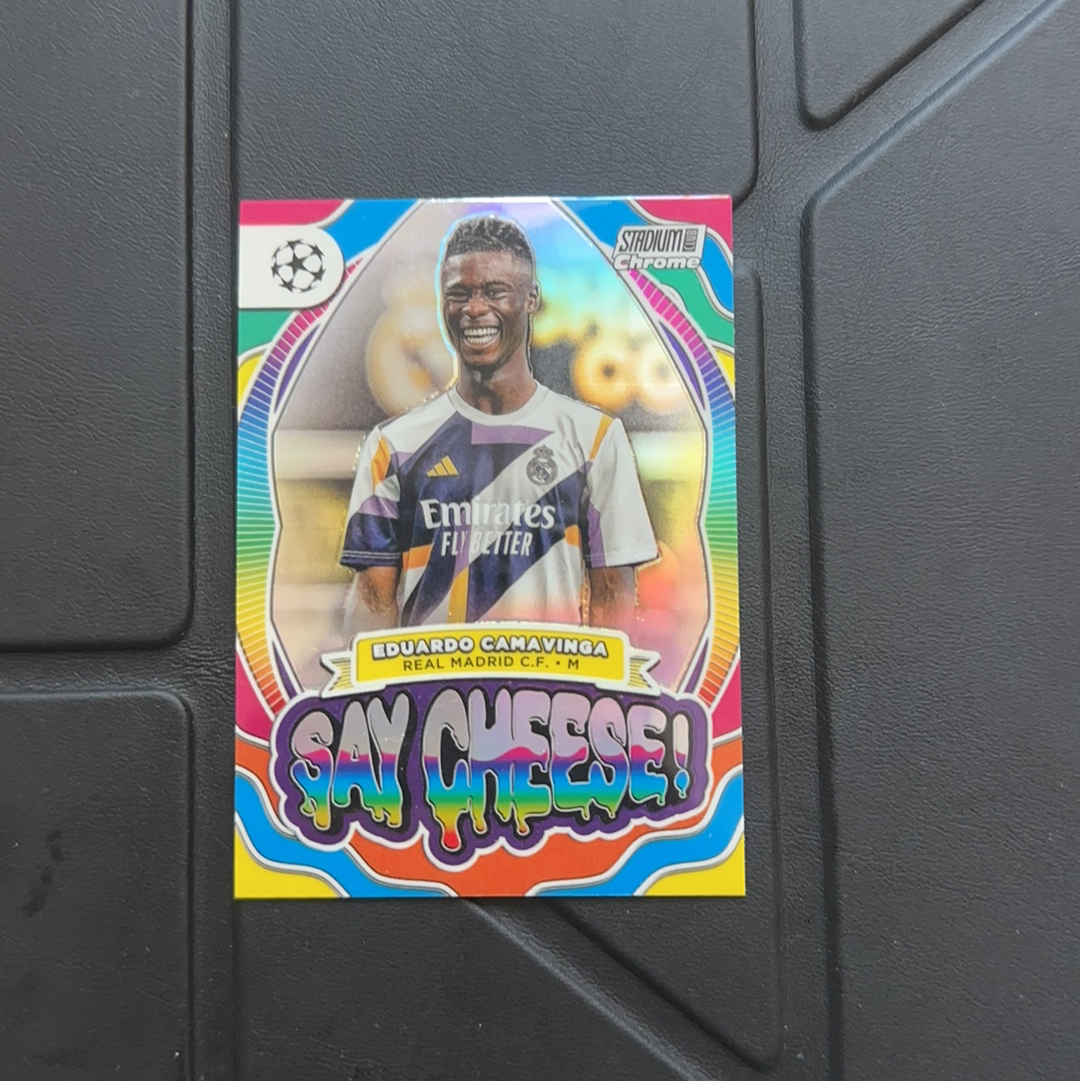 STADIUM CLUB
Chrome
Emirates
FLY BETTER
EDUARDO CAMAVINGA
REAL MADRID C.F. • M
SAY CHEESE!